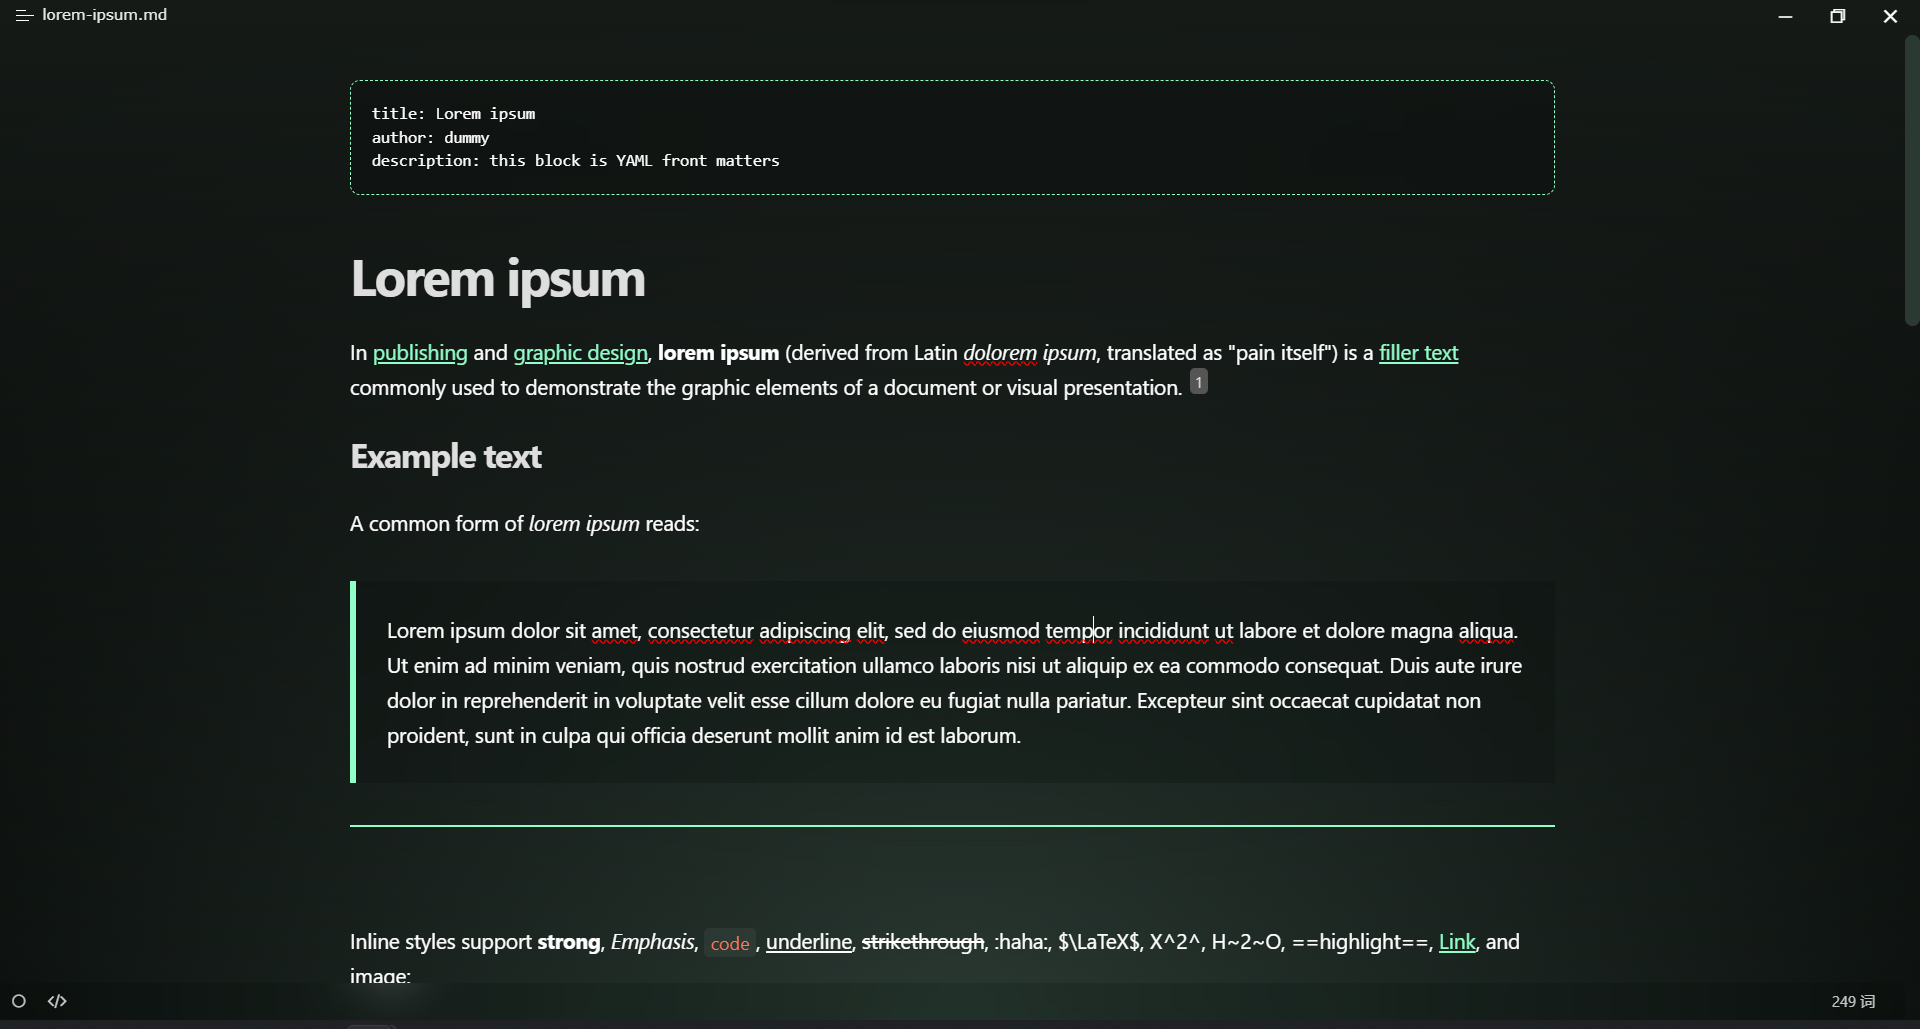 lorem-ipsum.md
title: Lorem ipsum
author: dummy
description: this block is YAML front matters
Lorem ipsum
In publishing and graphic design, lorem ipsum (derived from Latin dolorem ipsum, translated as "pain itself") is a filler text
commonly used to demonstrate the graphic elements of a document or visual presentation. 1
Example text
A common form of lorem ipsum reads:
Lorem ipsum dolor sit amet, consectetur adipiscing elit, sed do eiusmod tempor incididunt ut labore et dolore magna aliqua.
Ut enim ad minim veniam, quis nostrud exercitation ullamco laboris nisi ut aliquip ex ea commodo consequat. Duis aute irure
dolor in reprehenderit in voluptate velit esse cillum dolore eu fugiat nulla pariatur. Excepteur sint occaecat cupidatat non
proident, sunt in culpa qui officia deserunt mollit anim id est laborum.
Inline styles support strong, Emphasis, code , underline, strikethrough, :haha:, $\LaTeX$, X^2^, H~2~O, ==highlight==, Link, and
image:
249 词